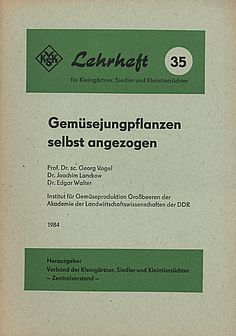 VKSK
Lehrheft 35
für Kleingärtner, Siedler und Kleintierzüchter
Gemüsejungpflanzen
selbst angezogen
Prof. Dr. sc. Georg Vogel
Dr. Joachim Lanckow
Dr. Edgar Walter
Institut für Gemüseproduktion Großbeeren der
Akademie der Landwirtschaftswissenschaften der DDR
1984
Herausgeber
Verband der Kleingärtner, Siedler und Kleintierzüchter
– Zentralverstand –